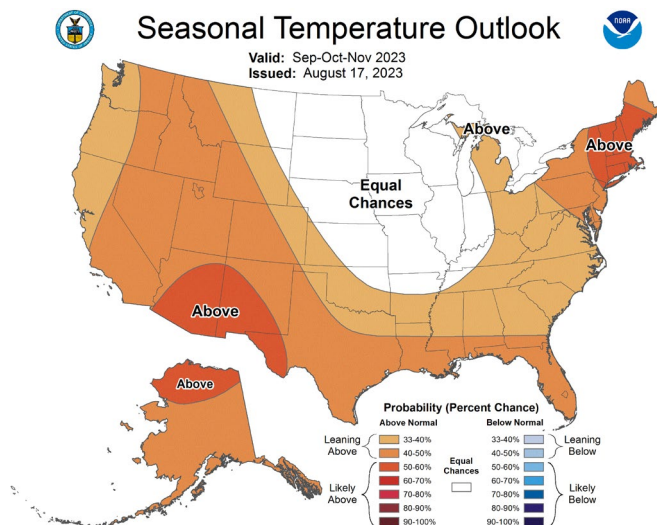 NOAA
Seasonal Temperature Outlook
Valid: Sep-Oct-Nov 2023
Issued: August 17, 2023
Above
Above
Equal
Chances
Above
Above
Probability (Percent Chance)
Above Normal
Below Normal
Leaning
Above
33-40%
40-50%
Likely
Above
50-60%
60-70%
70-80%
80-90%
90-100%
Equal
Chances
33-40%
40-50%
Leaning
Below
50-60%
60-70%
70-80%
80-90%
90-100%
Likely
Below